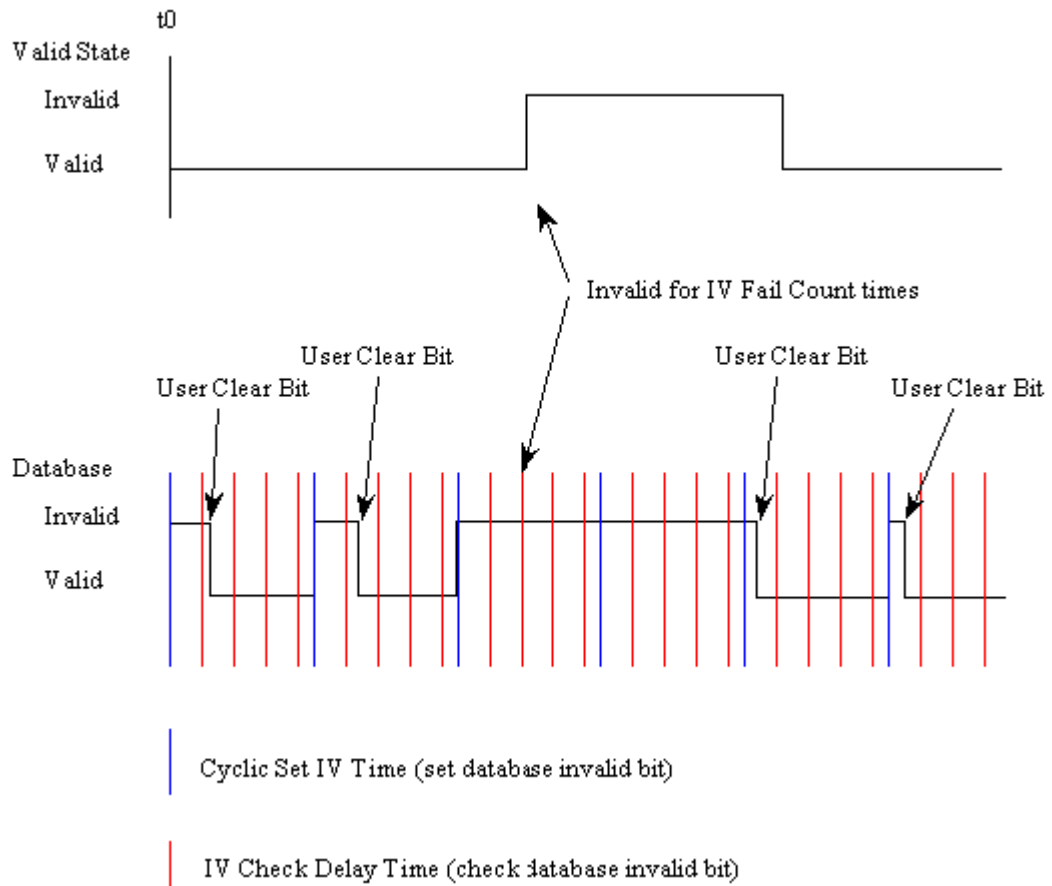 t0
Valid State
Invalid
Valid
Invalid for IV Fail Count times
User Clear Bit
User Clear Bit
User Clear Bit
User Clear Bit
Database
Invalid
Valid
Cyclic Set IV Time (set database invalid bit)
IV Check Delay Time (check database invalid bit)